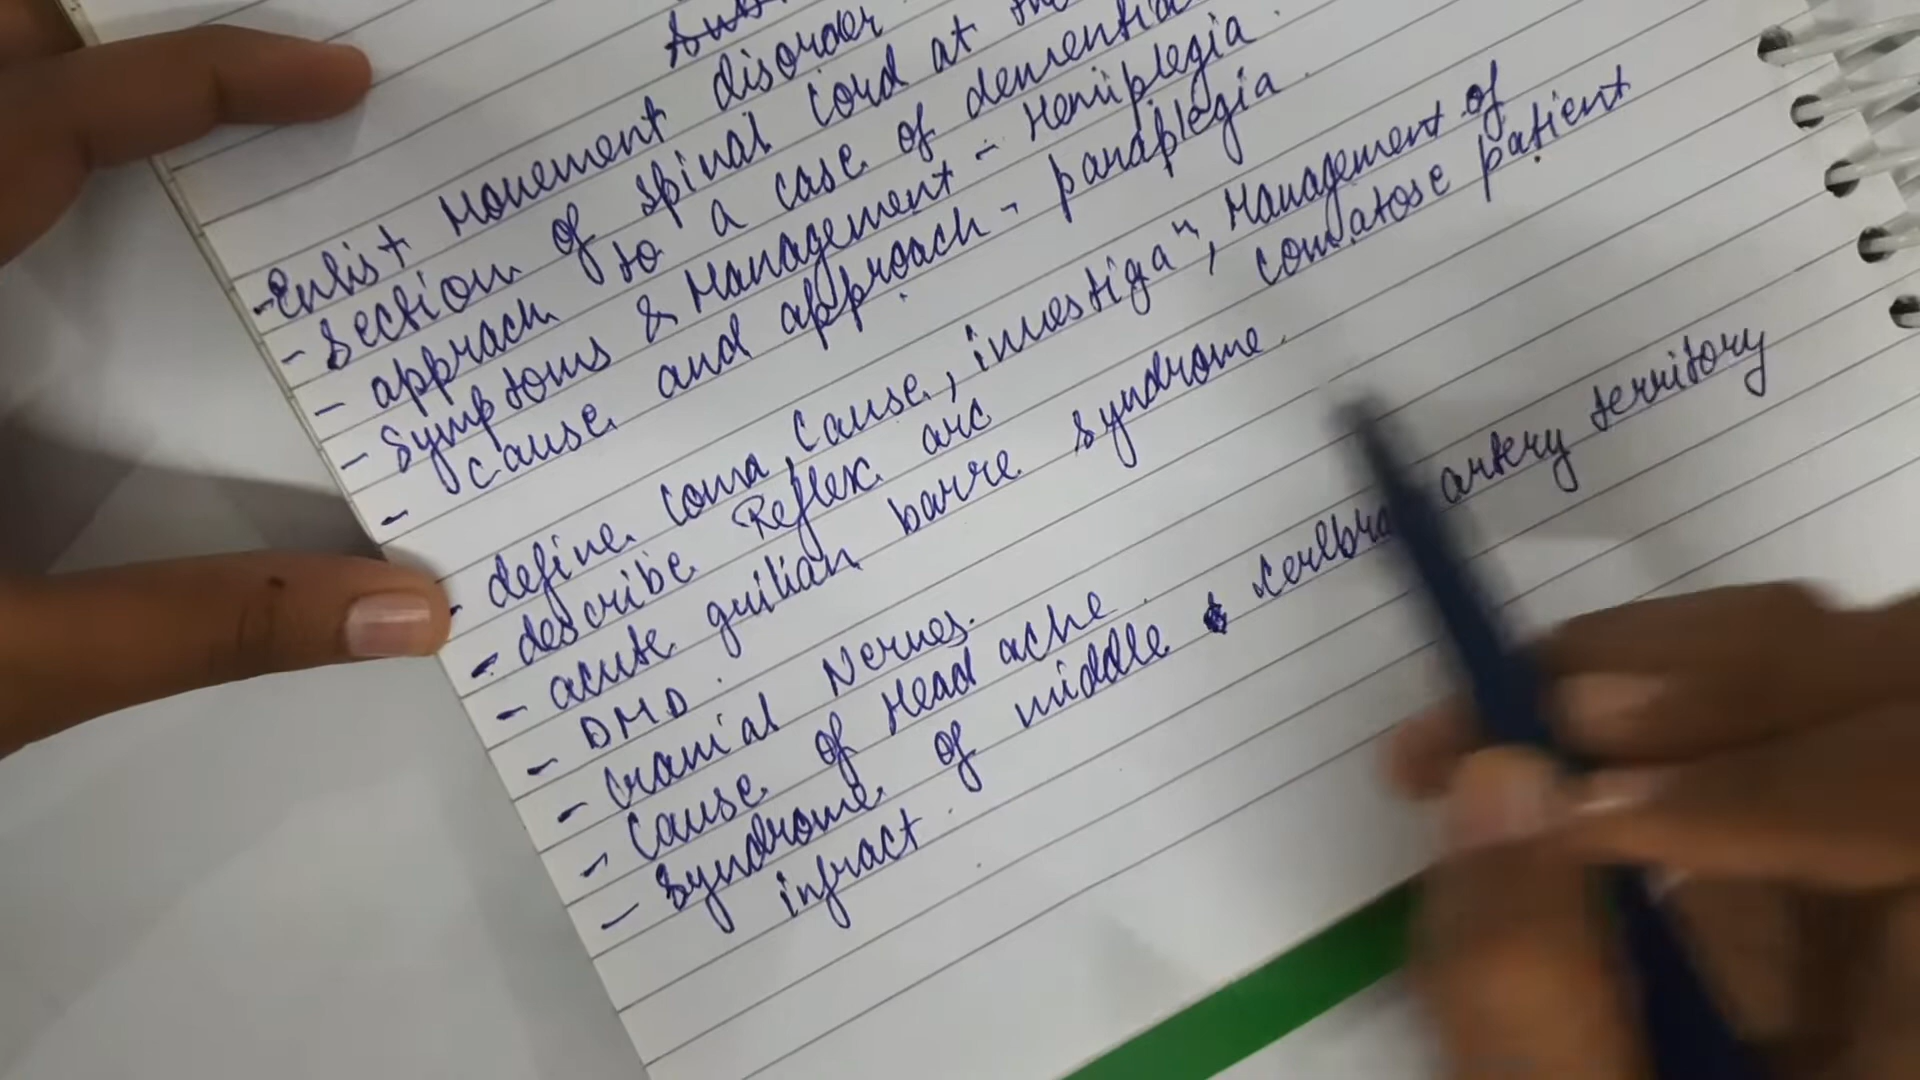 - Enlist Movement disorder
- Section of spinal cord at the
- apprach to a case of dementia
- Symptoms & Management - Hemiplegia.
- cause and approach - paraplegia.
- define coma, cause, investigaⁿ, Management of
comatose patient
- describe Reflex arc
- acute guilian barre syndrome.
- DMD.
- Cranial Nerves.
- Cause of Head ache.
- Syndrome of middle cerebral artery territory
infract.